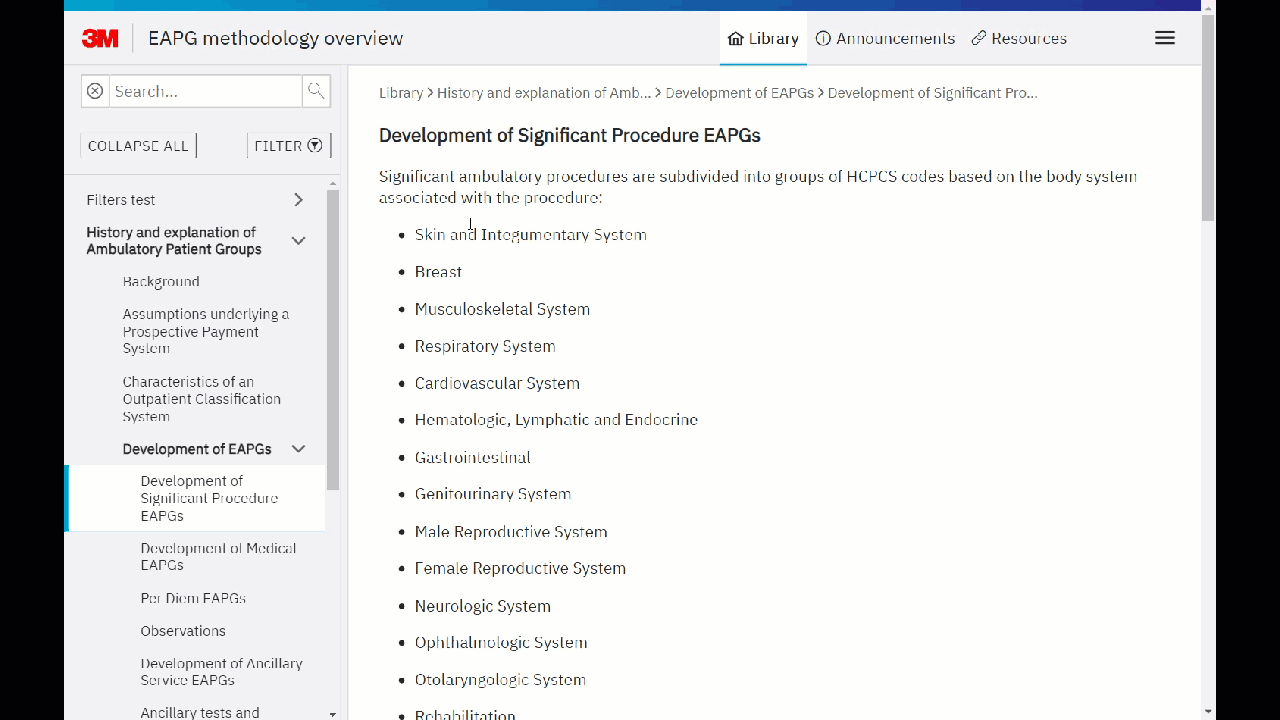 3M
EAPG methodology overview
Library
Announcements
Resources
Search...
COLLAPSE ALL
FILTER
Filters test
History and explanation of
Ambulatory Patient Groups
Background
Assumptions underlying a
Prospective Payment
System
Characteristics of an
Outpatient Classification
System
Development of EAPGs
Development of
Significant Procedure
EAPGs
Development of Medical
EAPGs
Per Diem EAPGs
Observations
Development of Ancillary
Service EAPGs
Ancillary tests and
Library > History and explanation of Amb... > Development of EAPGs > Development of Significant Pro...
Development of Significant Procedure EAPGs
Significant ambulatory procedures are subdivided into groups of HCPCS codes based on the body system
associated with the procedure:
• Skin and Integumentary System
• Breast
• Musculoskeletal System
• Respiratory System
• Cardiovascular System
• Hematologic, Lymphatic and Endocrine
• Gastrointestinal
• Genitourinary System
• Male Reproductive System
• Female Reproductive System
• Neurologic System
• Ophthalmologic System
• Otolaryngologic System
• Rehabilitation